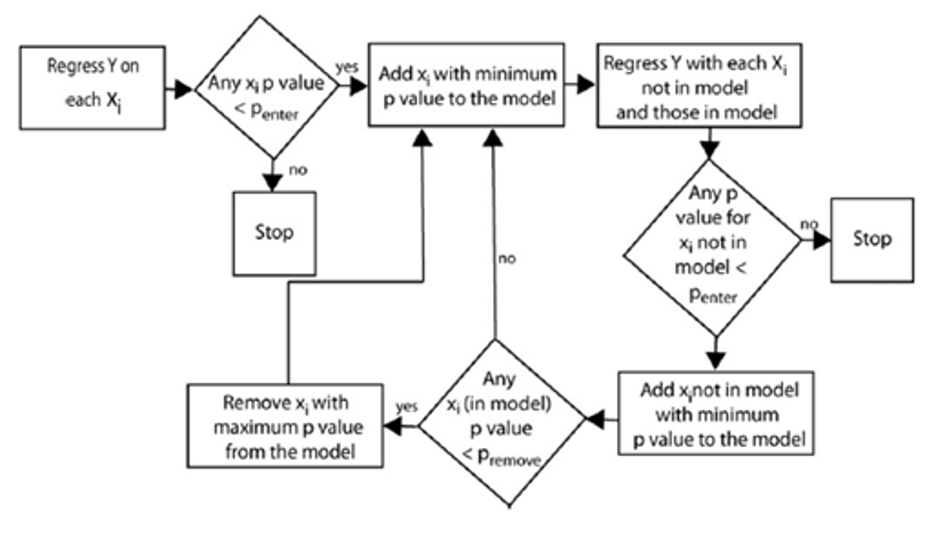 Regress Y on
each Xi
Any xi p value
< penter
yes
no
Stop
Add xi with minimum
p value to the model
Regress Y with each Xi
not in model
and those in model
Any p
value for
xi not in
model <
penter
no
Stop
Add xinot in model
with minimum
p value to the model
Any
xi (in model)
p value
< premove
no
yes
Remove xi with
maximum p value
from the model